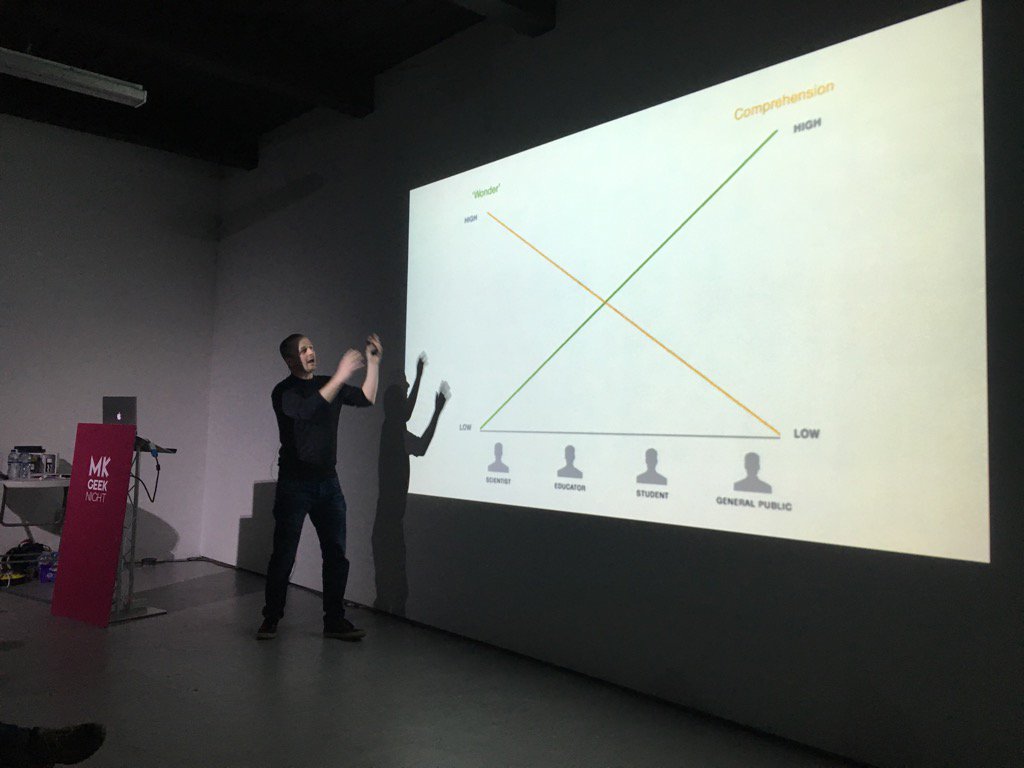 Comprehension
HIGH
'Wonder'
HIGH
LOW
LOW
SCIENTIST
EDUCATOR
STUDENT
GENERAL PUBLIC
MK
GEEK
NIGHT